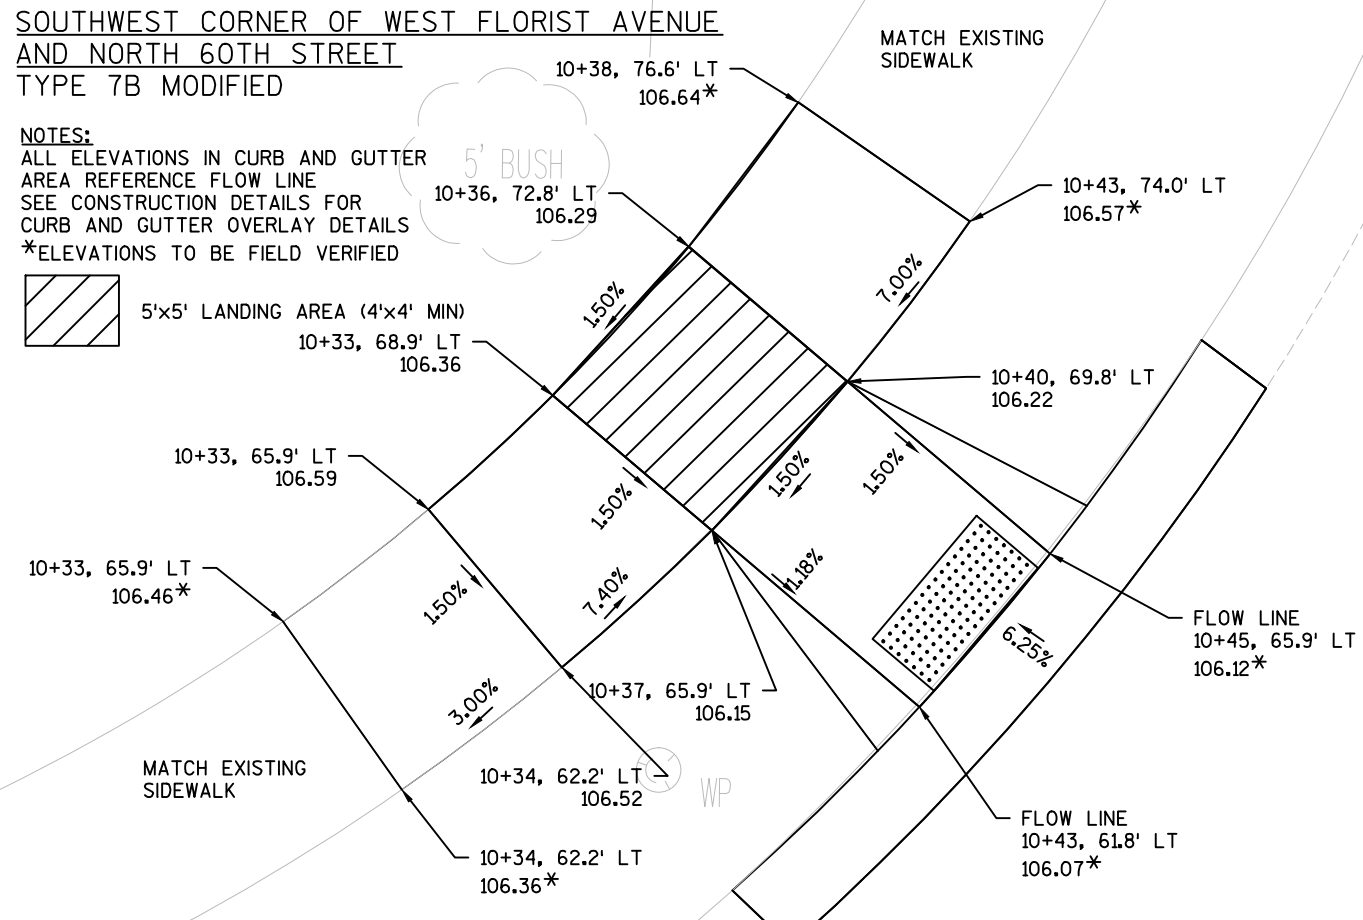 SOUTHWEST CORNER OF WEST FLORIST AVENUE
AND NORTH 60TH STREET
TYPE 7B MODIFIED
NOTES:
ALL ELEVATIONS IN CURB AND GUTTER
AREA REFERENCE FLOW LINE
SEE CONSTRUCTION DETAILS FOR
CURB AND GUTTER OVERLAY DETAILS
*ELEVATIONS TO BE FIELD VERIFIED
5'x5' LANDING AREA (4'x4' MIN)
5' BUSH
MATCH EXISTING
SIDEWALK
10+38, 76.6' LT
106.64*
10+36, 72.8' LT
106.29
10+43, 74.0' LT
106.57*
7.00%
1.50%
10+33, 68.9' LT
106.36
10+40, 69.8' LT
106.22
10+33, 65.9' LT
106.59
1.50%
1.50%
1.50%
10+33, 65.9' LT
106.46*
1.50%
7.40%
1.18%
6.25%
FLOW LINE
10+45, 65.9' LT
106.12*
3.00%
10+37, 65.9' LT
106.15
MATCH EXISTING
SIDEWALK
10+34, 62.2' LT
106.52
WP
FLOW LINE
10+43, 61.8' LT
106.07*
10+34, 62.2' LT
106.36*